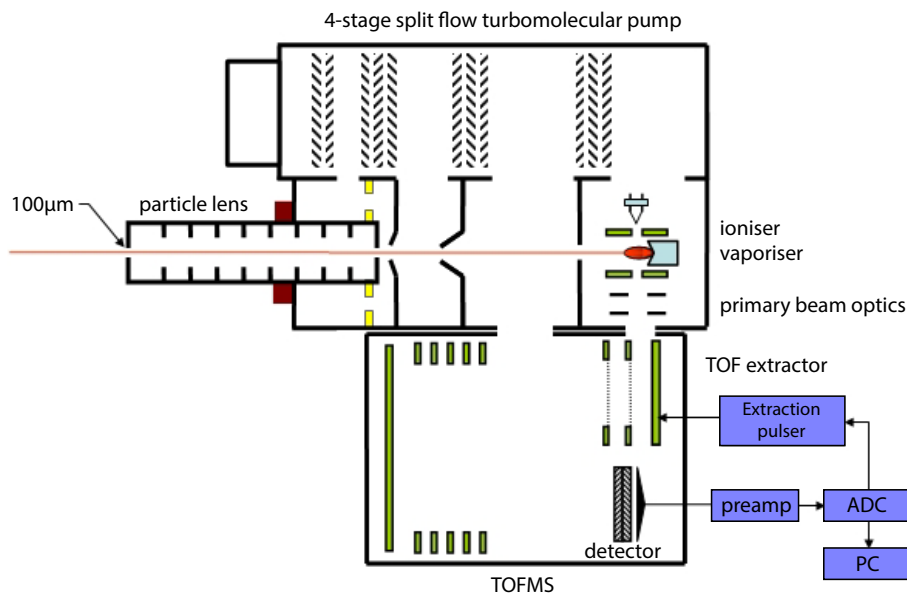 4-stage split flow turbomolecular pump
100µm
particle lens
ioniser
vaporiser
primary beam optics
TOF extractor
Extraction
pulser
preamp
ADC
detector
PC
TOFMS